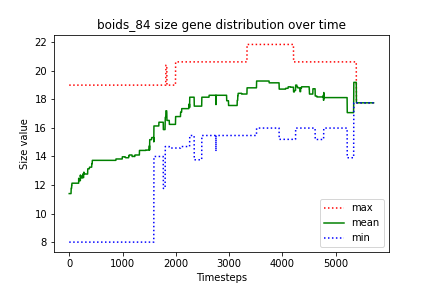 boids_84 size gene distribution over time
22
20
18
16
14
12
10
8
Size value
0
1000
2000
3000
4000
5000
Timesteps
max
mean
min